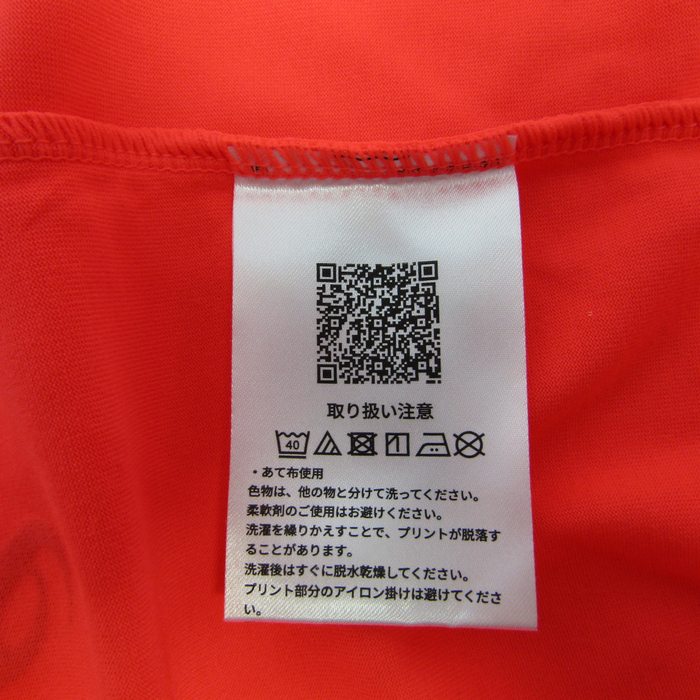 取り扱い注意
40
・あて布使用
色物は、他の物と分けて洗ってください。
柔軟剤のご使用はお避けください。
洗濯を繰りかえすことで、プリントが脱落す
ることがあります。
洗濯後はすぐに脱水乾燥してください。
プリント部分のアイロン掛けは避けてくださ
い。